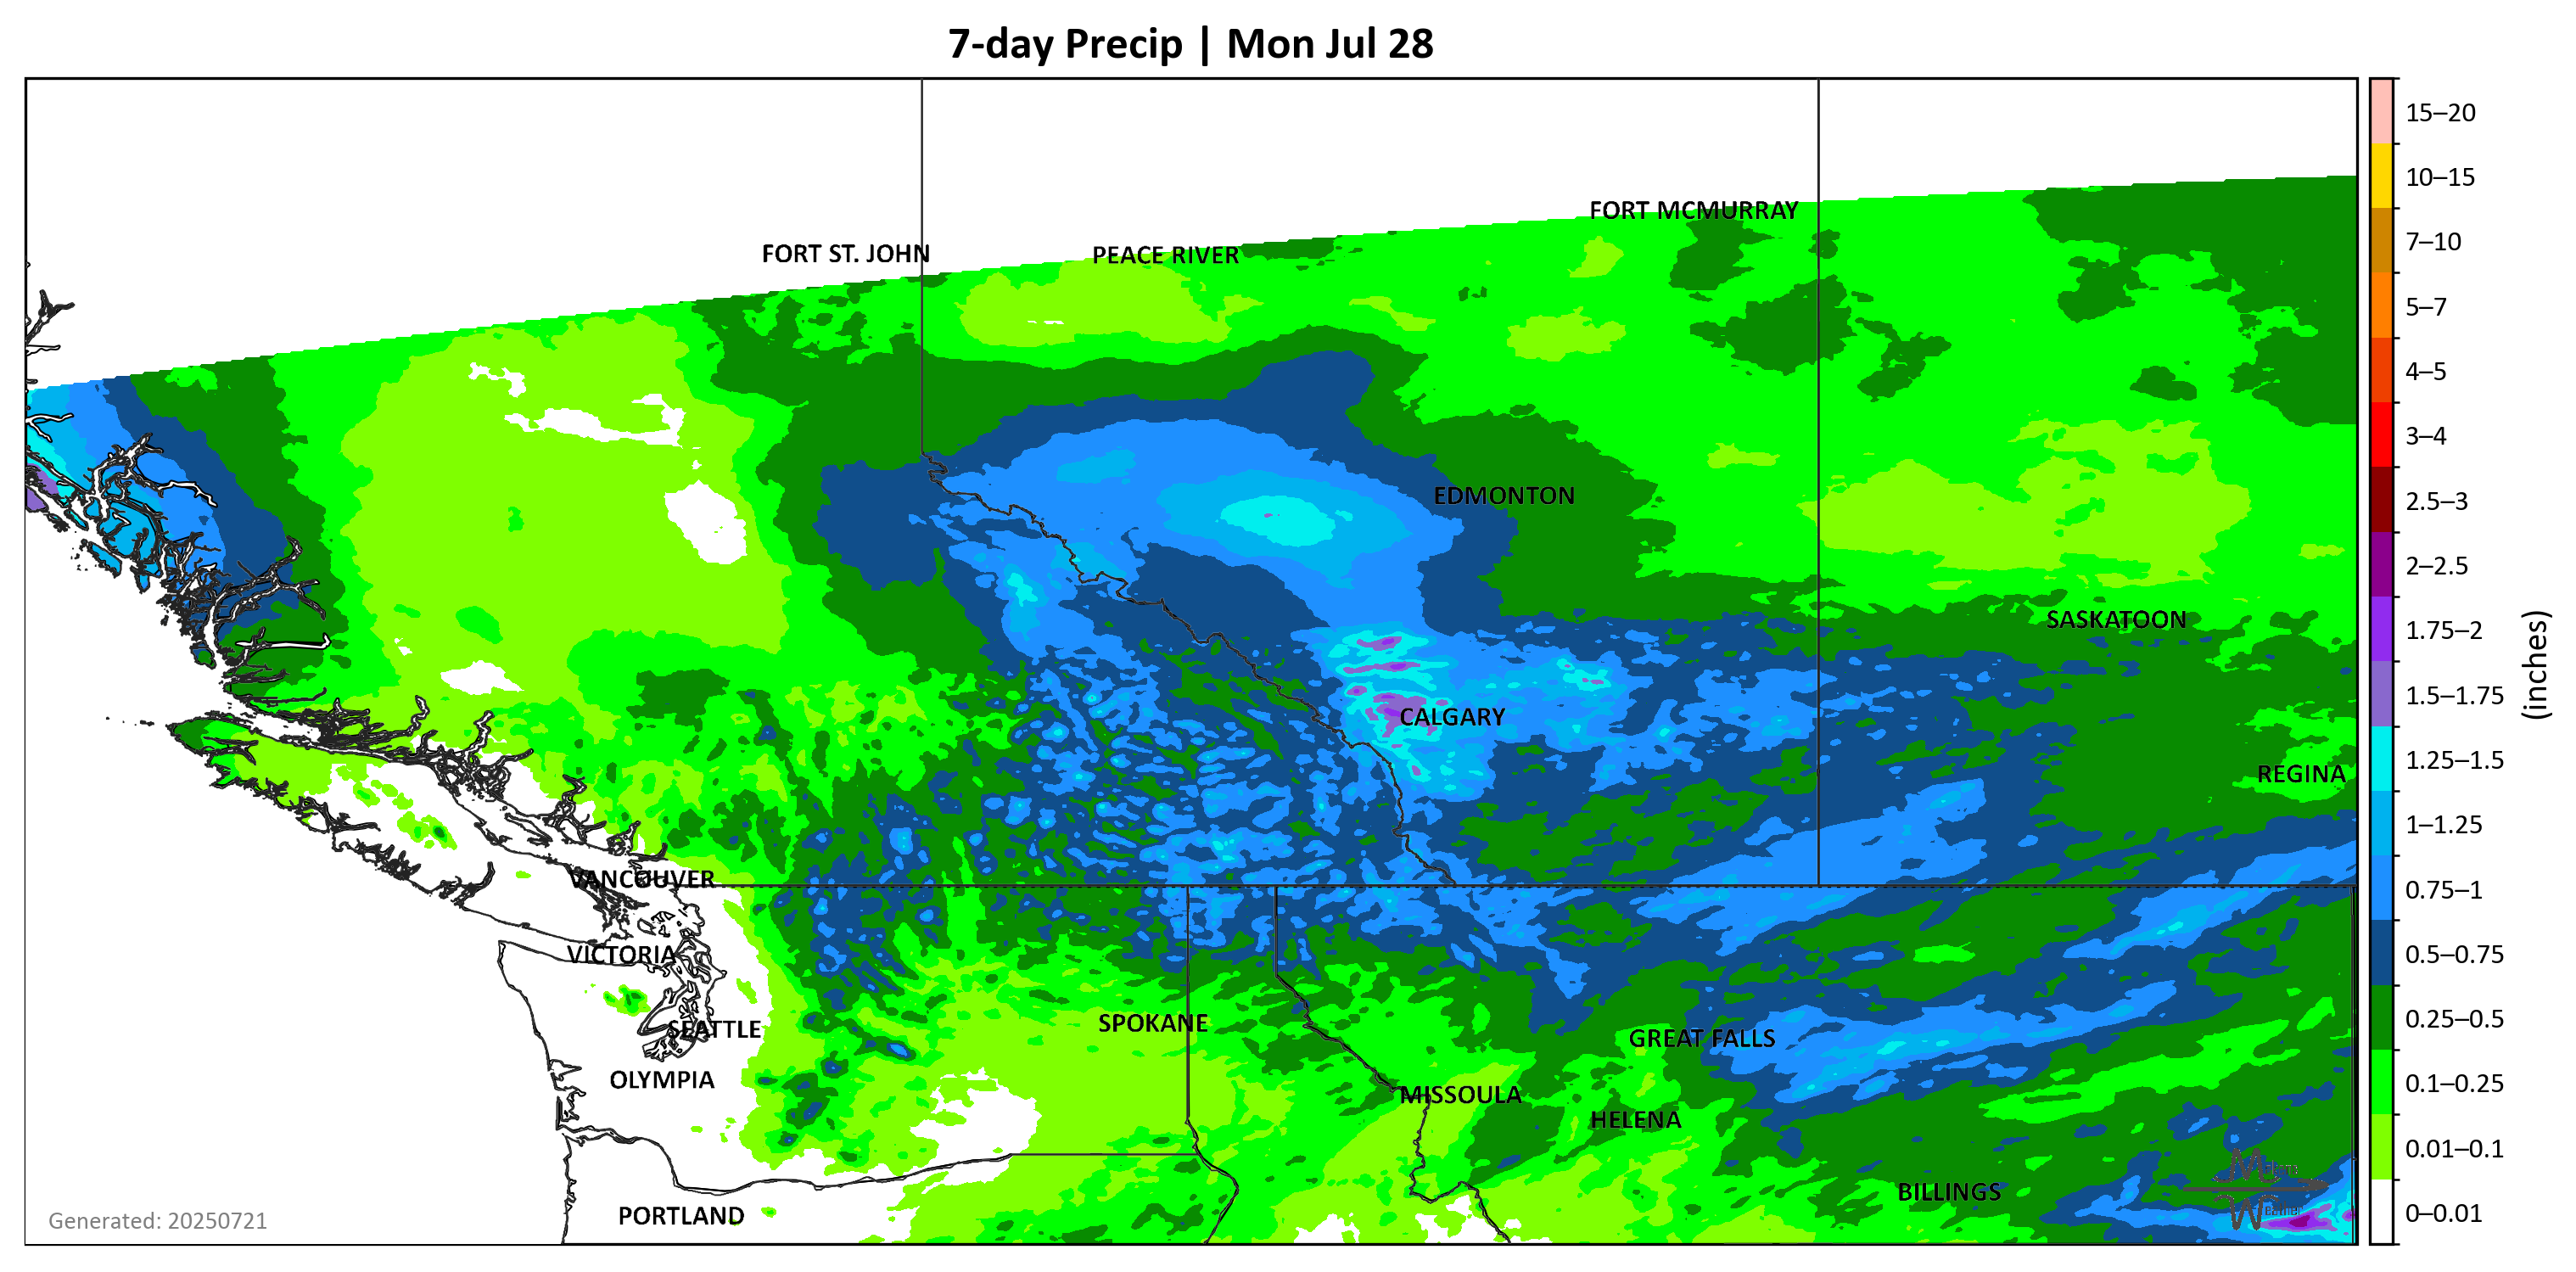 7-day Precip | Mon Jul 28
FORT MCMURRAY
FORT ST. JOHN
PEACE RIVER
EDMONTON
SASKATOON
CALGARY
REGINA
VANCOUVER
VICTORIA
SPOKANE
SEATTLE
GREAT FALLS
OLYMPIA
MISSOULA
HELENA
BILLINGS
PORTLAND
Generated: 20250721
15–20
10–15
7–10
5–7
4–5
3–4
2.5–3
2–2.5
1.75–2
1.5–1.75
1.25–1.5
1–1.25
0.75–1
0.5–0.75
0.25–0.5
0.1–0.25
0.01–0.1
0–0.01
(inches)